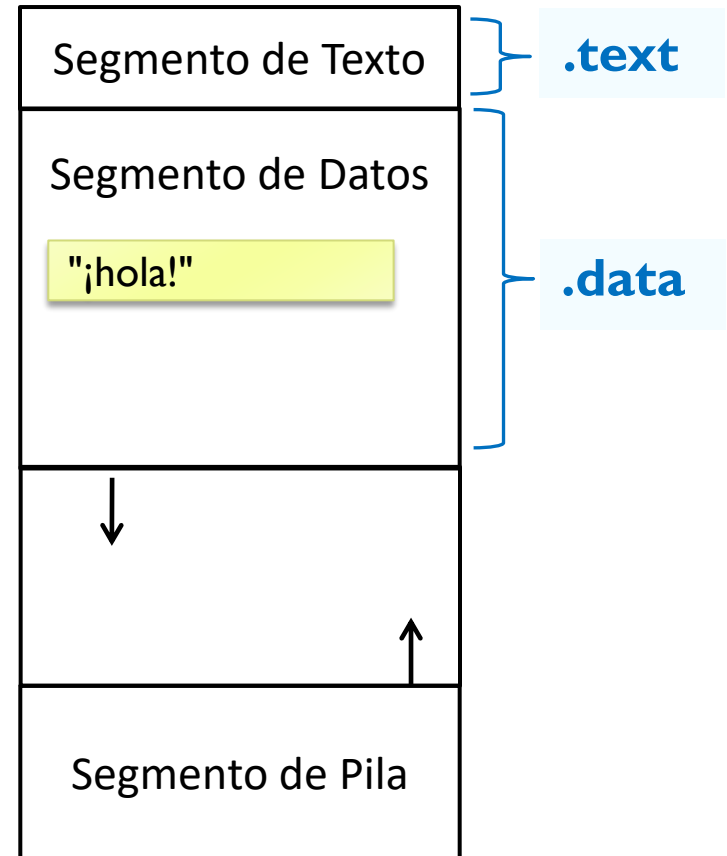 Segmento de Texto
.text
Segmento de Datos
"¡hola!"
.data
Segmento de Pila